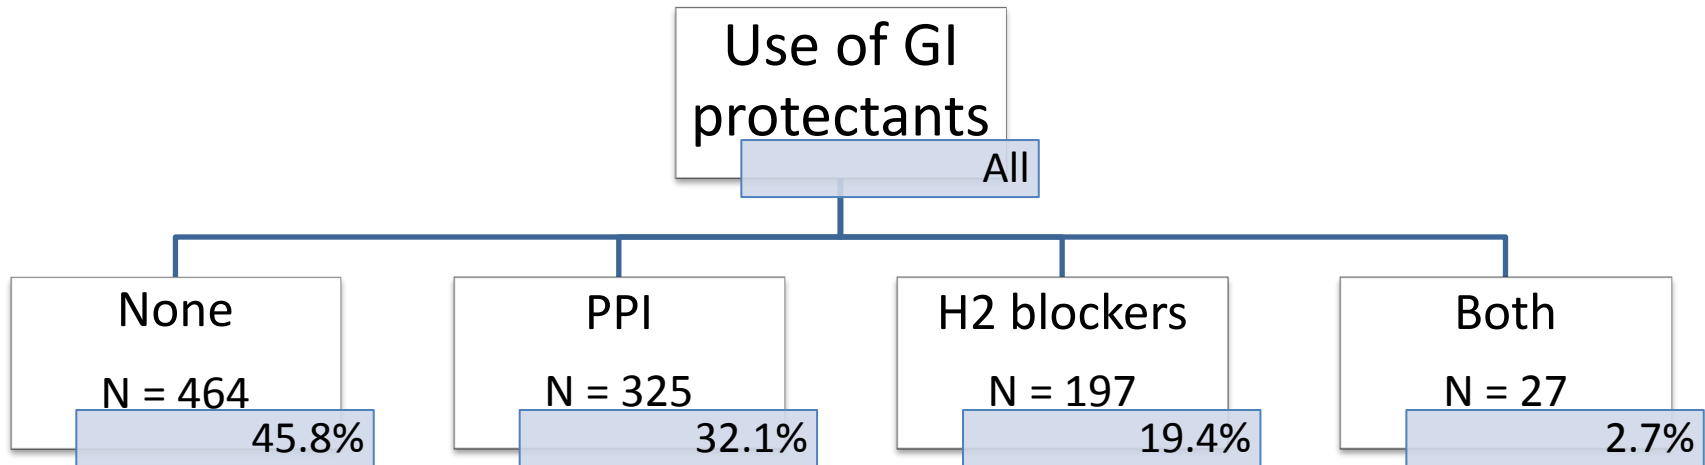 Use of GI
protectants
All
None
N = 464
45.8%
PPI
N = 325
32.1%
H2 blockers
N = 197
19.4%
Both
N = 27
2.7%